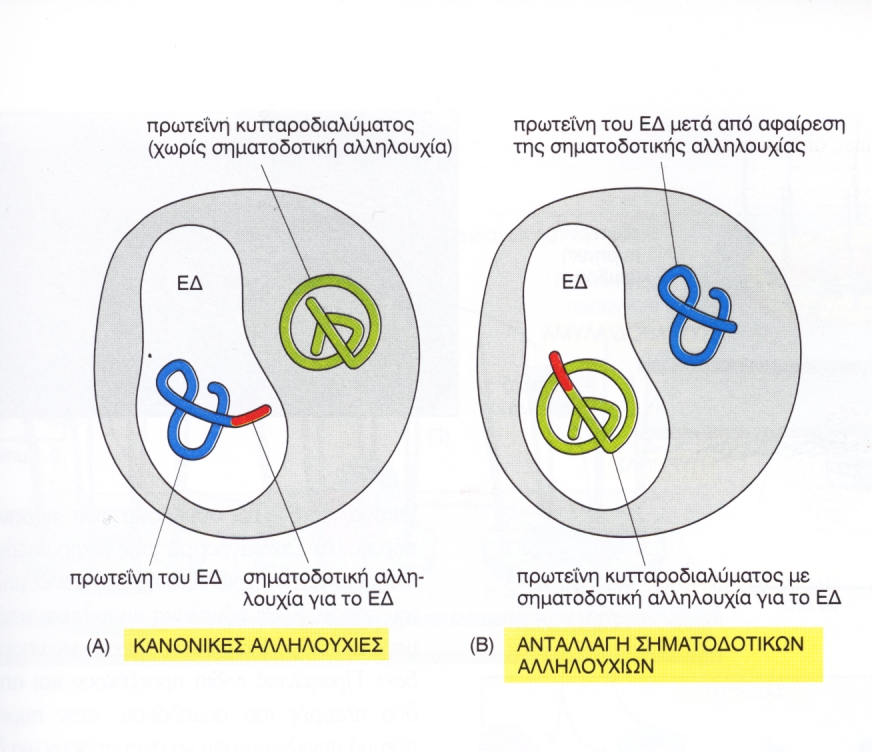 πρωτεΐνη κυτταροδιαλύματος
(χωρίς σηματοδοτική αλληλουχία)
ΕΔ
πρωτεΐνη του ΕΔ
σηματοδοτική αλλη-
λουχία για το ΕΔ
(Α) ΚΑΝΟΝΙΚΕΣ ΑΛΛΗΛΟΥΧΙΕΣ
πρωτεΐνη του ΕΔ μετά από αφαίρεση
της σηματοδοτικής αλληλουχίας
ΕΔ
πρωτεΐνη κυτταροδιαλύματος με
σηματοδοτική αλληλουχία για το ΕΔ
(Β) ΑΝΤΑΛΛΑΓΗ ΣΗΜΑΤΟΔΟΤΙΚΩΝ
ΑΛΛΗΛΟΥΧΙΩΝ